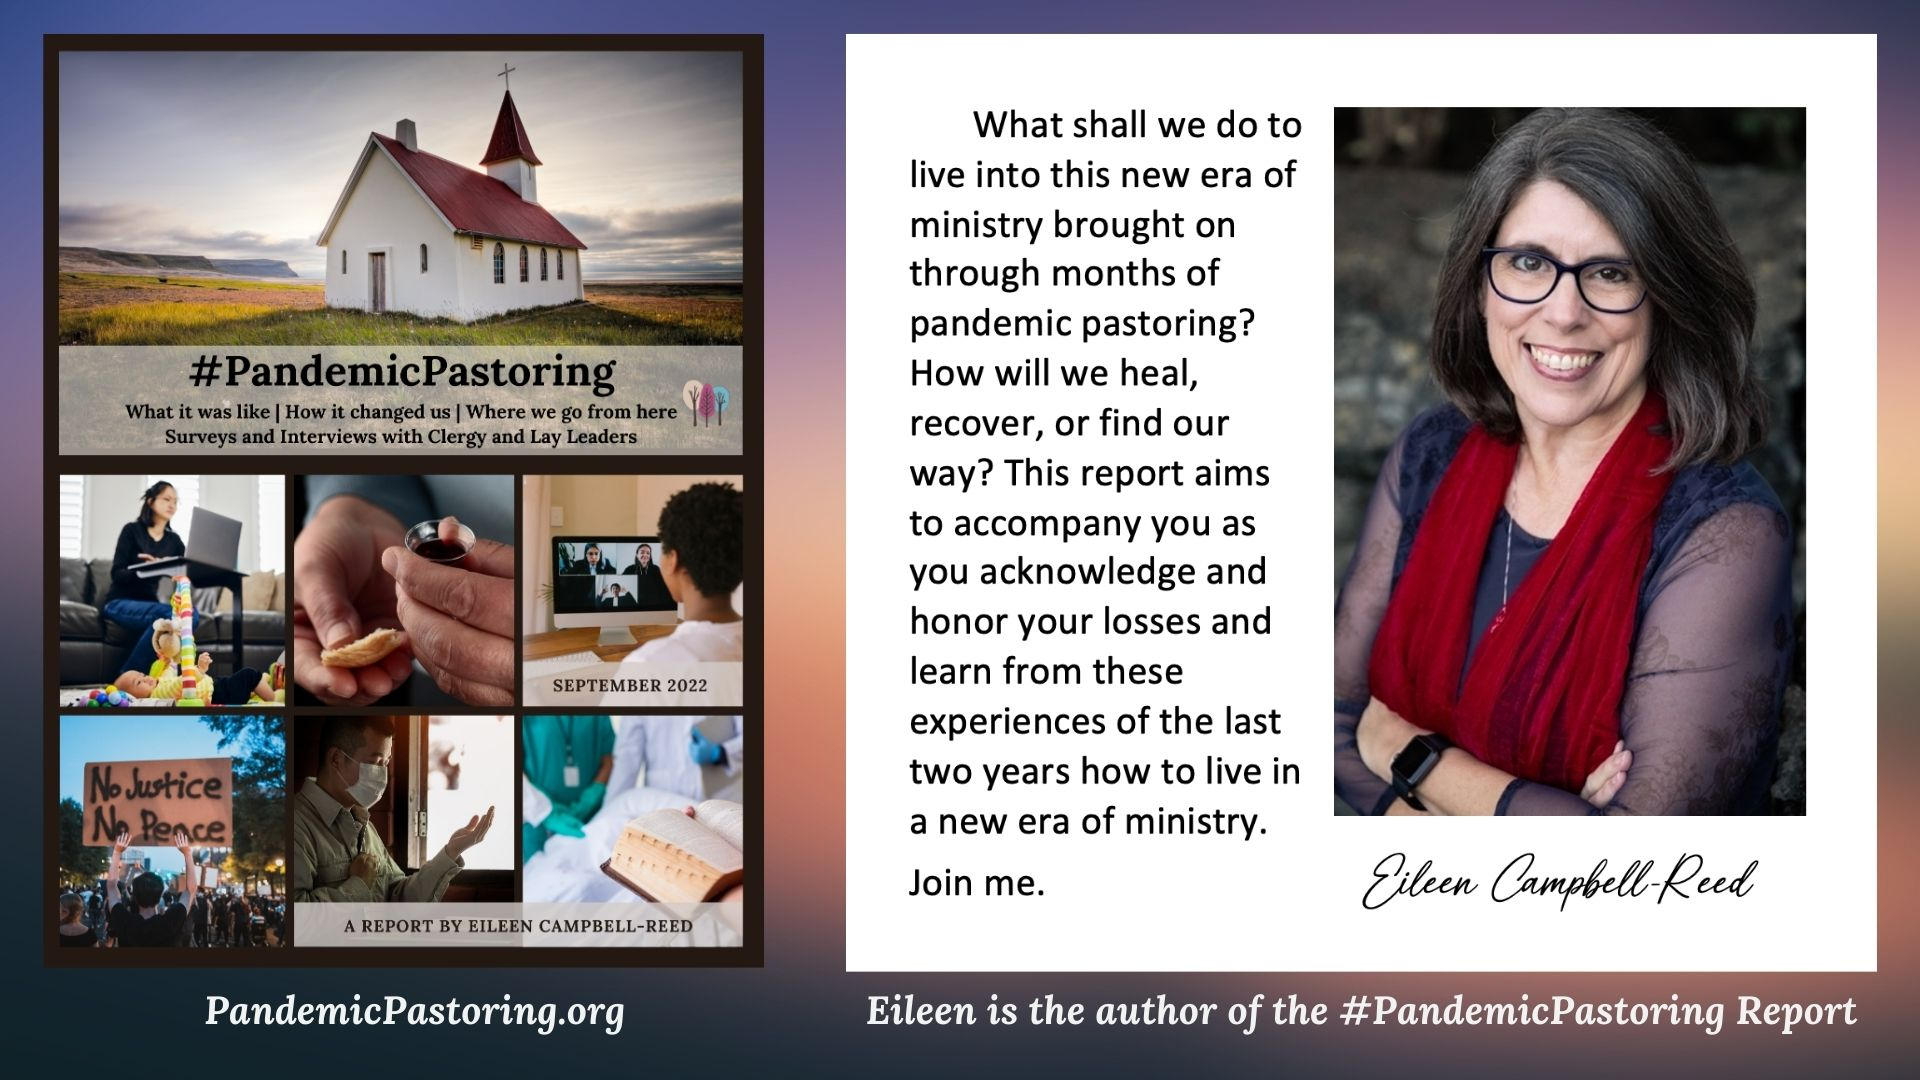 #PandemicPastoring
What it was like | How it changed us | Where we go from here
Surveys and Interviews with Clergy and Lay Leaders
SEPTEMBER 2022
No Justice
No Peace
A REPORT BY EILEEN CAMPBELL-REED
PandemicPastoring.org
What shall we do to
live into this new era of
ministry brought on
through months of
pandemic pastoring?
How will we heal,
recover, or find our
way? This report aims
to accompany you as
you acknowledge and
honor your losses and
learn from these
experiences of the last
two years how to live in
a new era of ministry.
Join me.
Eileen Campbell-Reed
Eileen is the author of the #PandemicPastoring Report